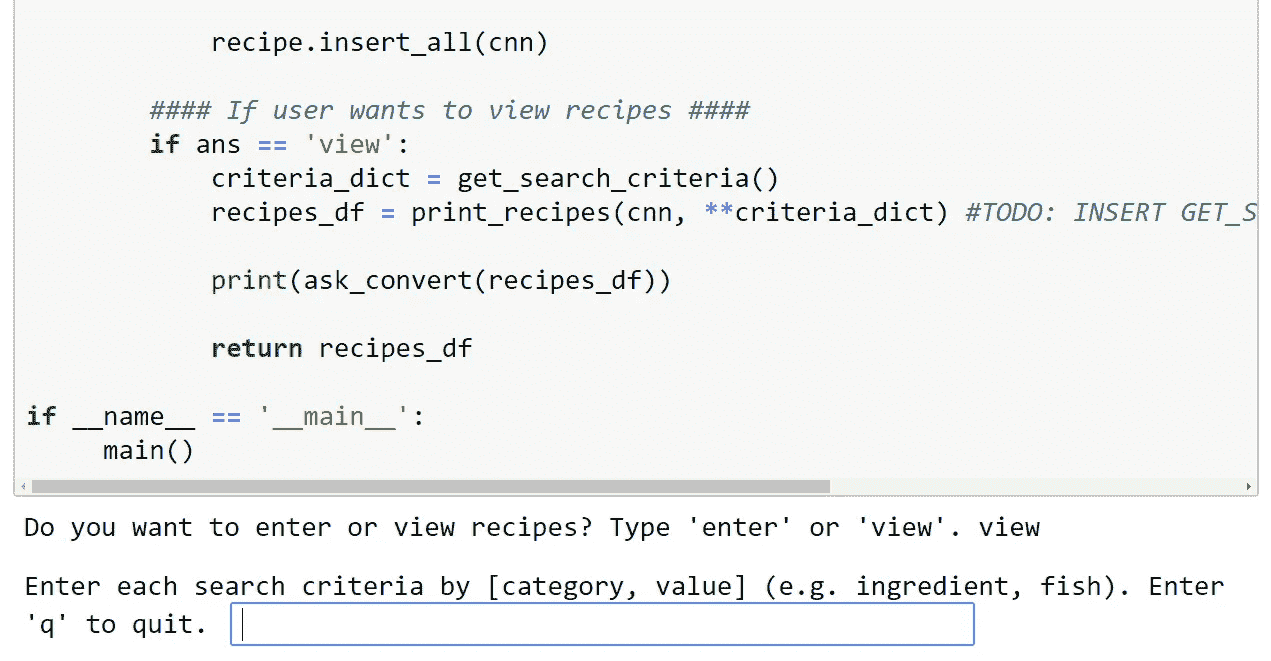 recipe.insert_all(cnn)
#### If user wants to view recipes ####
if ans == 'view':
criteria_dict = get_search_criteria()
recipes_df = print_recipes(cnn, **criteria_dict) #TODO: INSERT GET_S
print(ask_convert(recipes_df))
return recipes_df
if __name__ == '__main__':
main()
Do you want to enter or view recipes? Type 'enter' or 'view'. view
Enter each search criteria by [category, value] (e.g. ingredient, fish). Enter
'q' to quit.